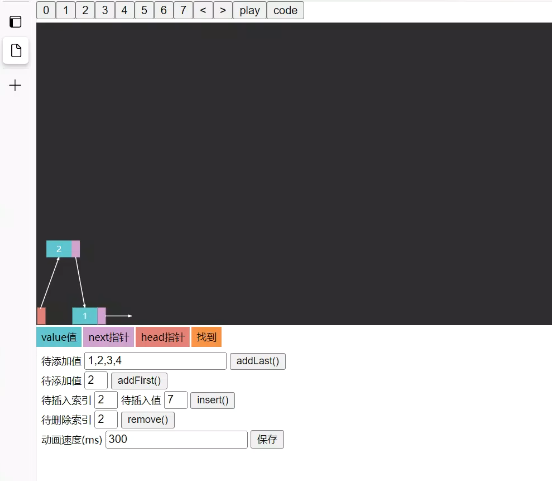 0 1 2 3 4 5 6 7 < > play code
2
1
value值 next指针 head指针 找到
待添加值 1,2,3,4 addLast()
待添加值 2 addFirst()
待插入索引 2 待插入值 7 insert()
待删除索引 2 remove()
动画速度(ms) 300 保存